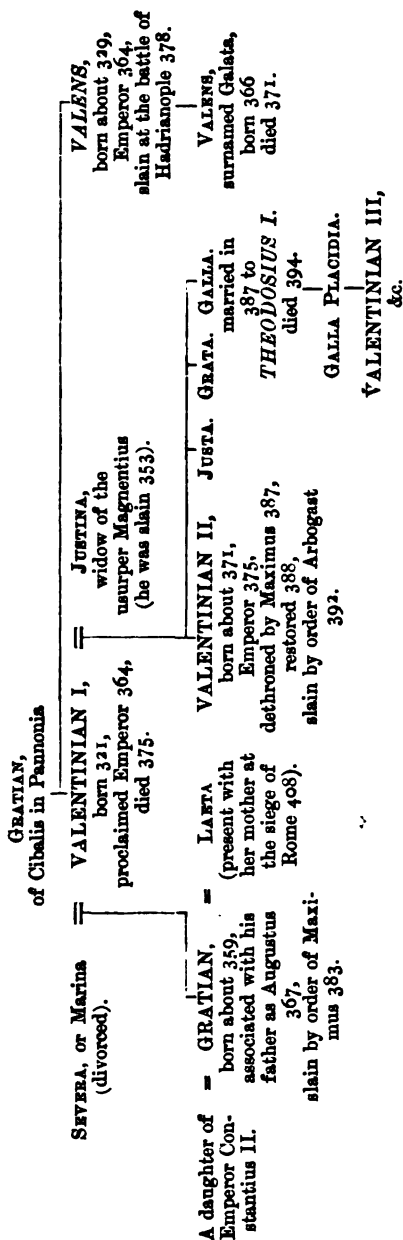 GRATIAN,
of Cibalis in Pannonia
SEVERA, or Marina
(divorced).
=
VALENTINIAN I,
born 321,
proclaimed Emperor 364,
died 375.
=
JUSTINA,
widow of the
usurper Magnentius
(he was slain 353).
VALENS,
born about 329,
Emperor 364,
slain at the battle of
Hadrianople 378.
A daughter of
Emperor Con-
stantius II.
= GRATIAN,
born about 359,
associated with his
father as Augustus
367,
slain by order of Maxi-
mus 383.
= LAETA
(present with
her mother at
the siege of
Rome 408).
VALENTINIAN II,
born about 371,
Emperor 375,
dethroned by Maximus 387,
restored 388,
slain by order of Arbogast
392.
JUSTA.
GRATA.
GALLA.
married in
387 to
THEODOSIUS I.
died 394.
GALLA PLACIDIA.
VALENTINIAN III,
&c.
VALENS,
surnamed Galata,
born 366
died 371.